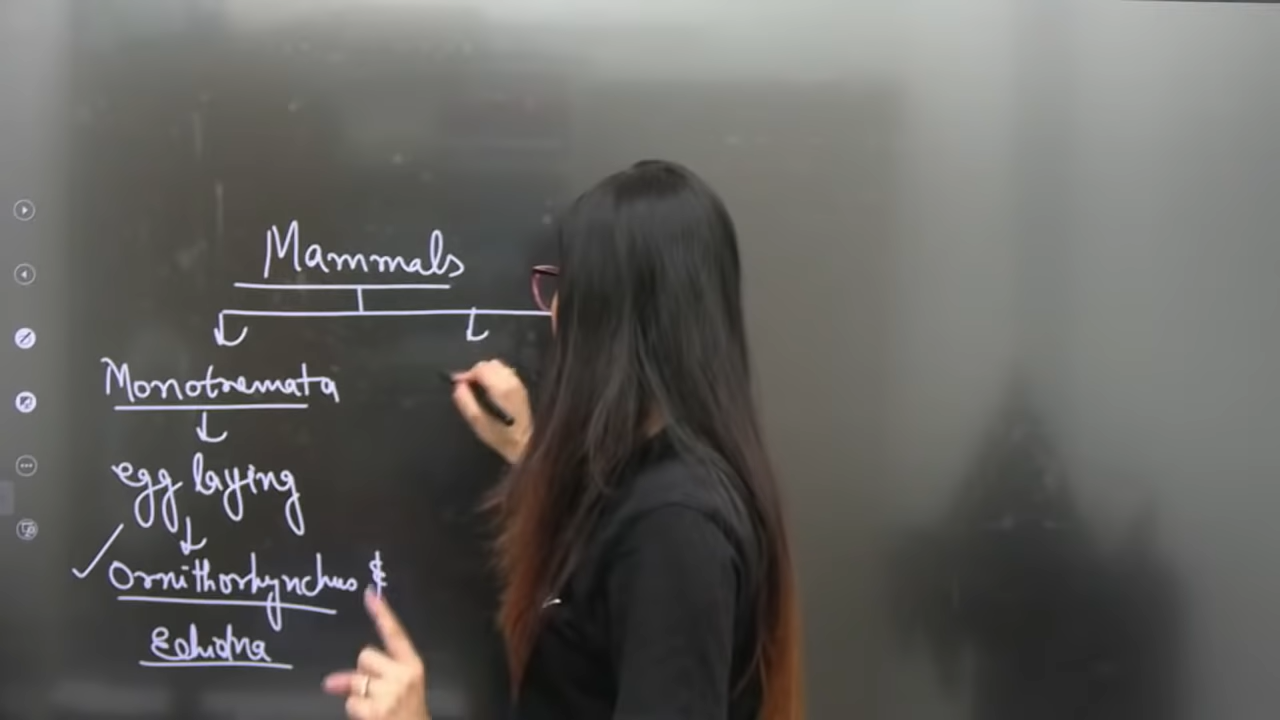 Mammals
Monotremata
egg laying
Ornithorhynchus &
Echidna